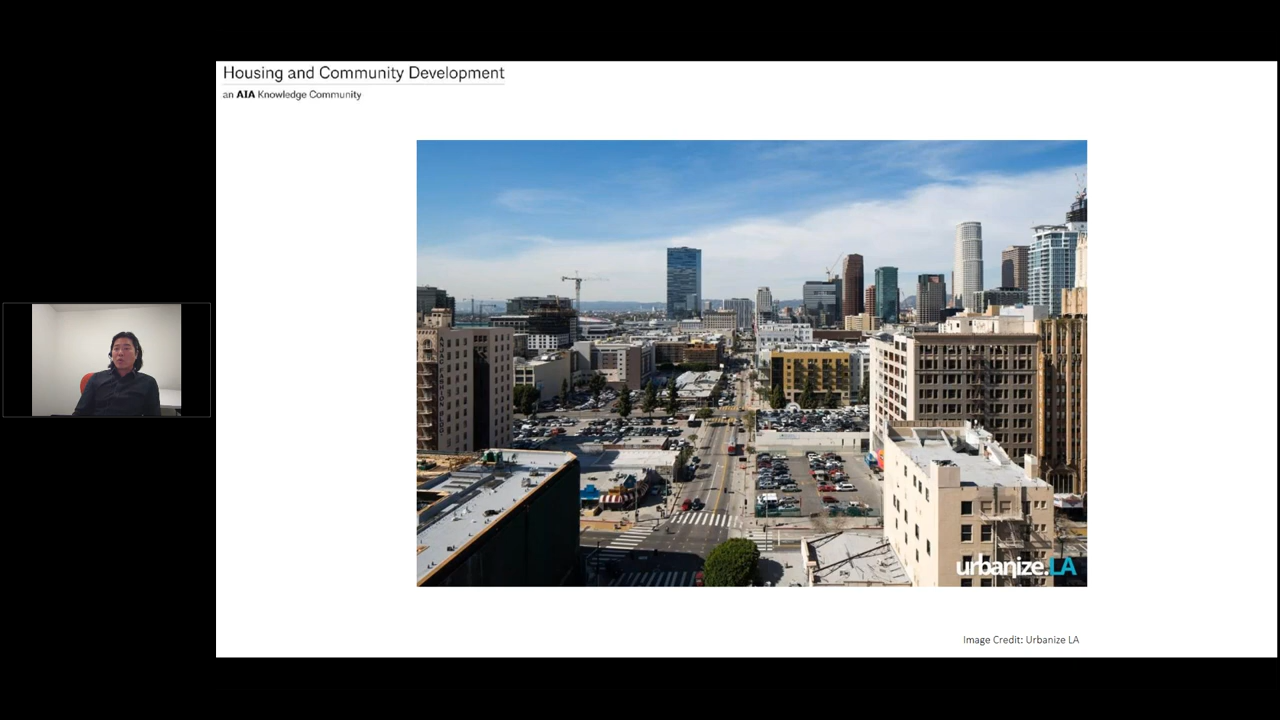 Housing and Community Development
an AIA Knowledge Community
urbanize.LA
Image Credit: Urbanize LA